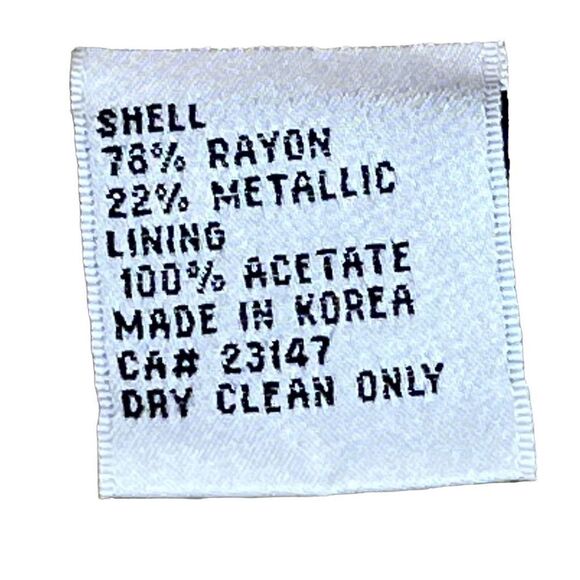 SHELL
78% RAYON
22% METALLIC
LINING
100% ACETATE
MADE IN KOREA
CA# 23147
DRY CLEAN ONLY